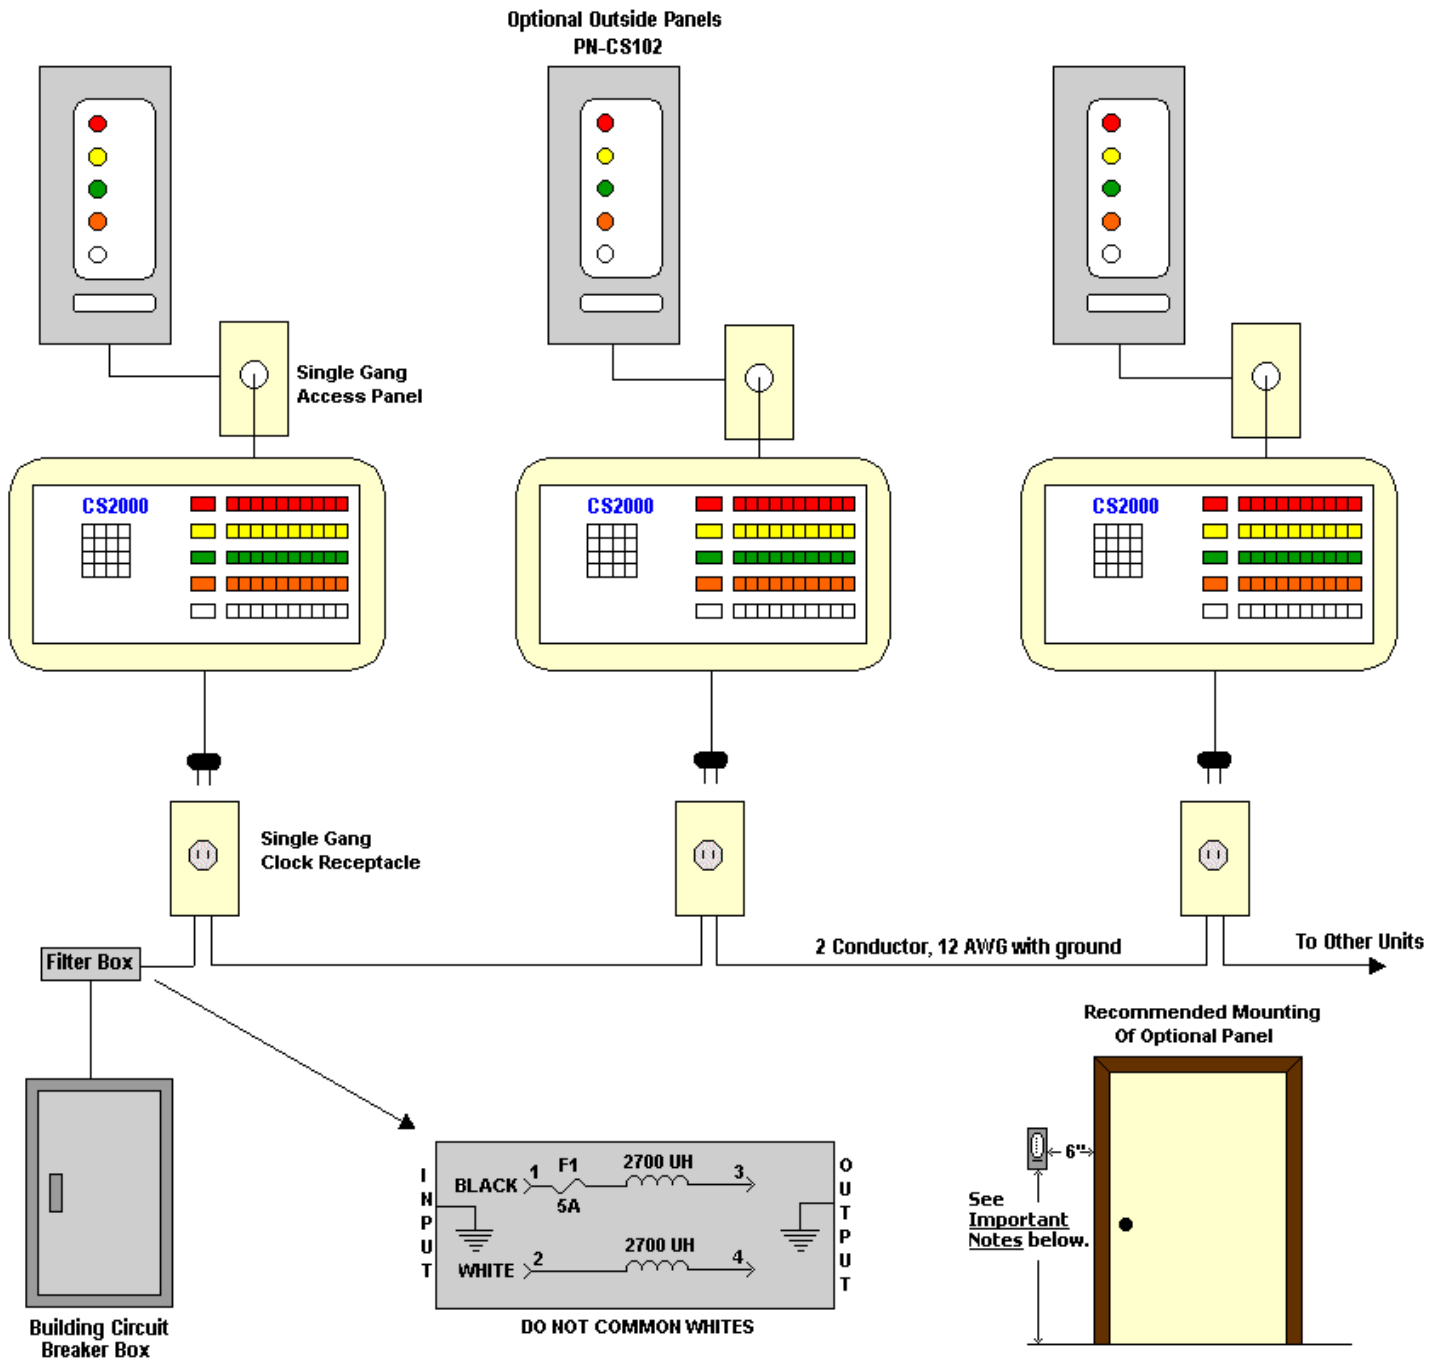 Optional Outside Panels
PN-CS102
Single Gang
Access Panel
CS2000
CS2000
CS2000
Single Gang
Clock Receptacle
2 Conductor, 12 AWG with ground
To Other Units
Filter Box
Recommended Mounting
Of Optional Panel
6"
See
Important
Notes below.
INPUT
BLACK
1
F1
5A
2700 UH
3
WHITE
2
2700 UH
4
OUTPUT
DO NOT COMMON WHITES
Building Circuit
Breaker Box